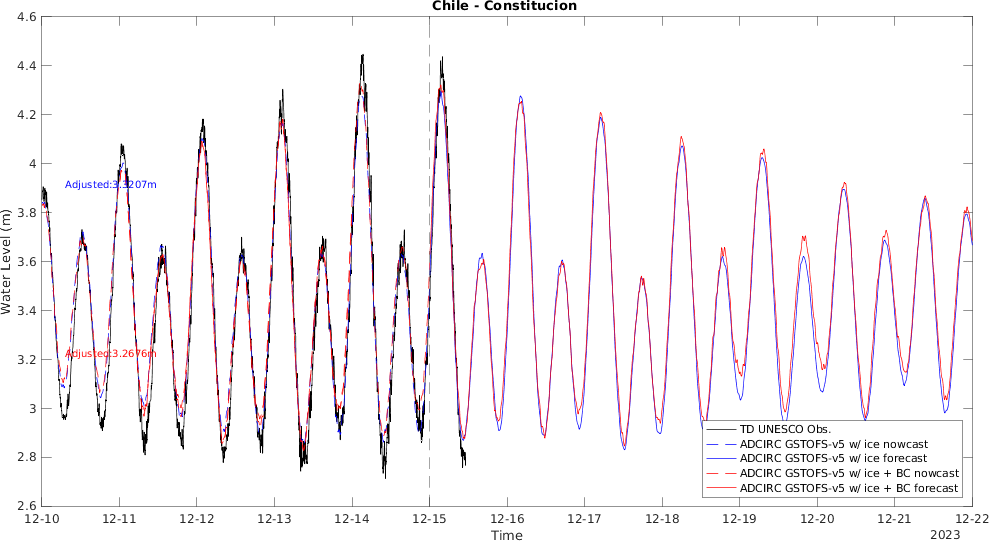 Chile - Constitucion
4.6
4.4
4.2
4
3.8
3.6
3.4
3.2
3
2.8
2.6
Water Level (m)
Adjusted:3.3207m
Adjusted:3.2676m
TD UNESCO Obs.
ADCIRC GSTOFS-v5 w/ ice nowcast
ADCIRC GSTOFS-v5 w/ ice forecast
ADCIRC GSTOFS-v5 w/ ice + BC nowcast
ADCIRC GSTOFS-v5 w/ ice + BC forecast
12-10 12-11 12-12 12-13 12-14 12-15 12-16 12-17 12-18 12-19 12-20 12-21 12-22
Time
2023